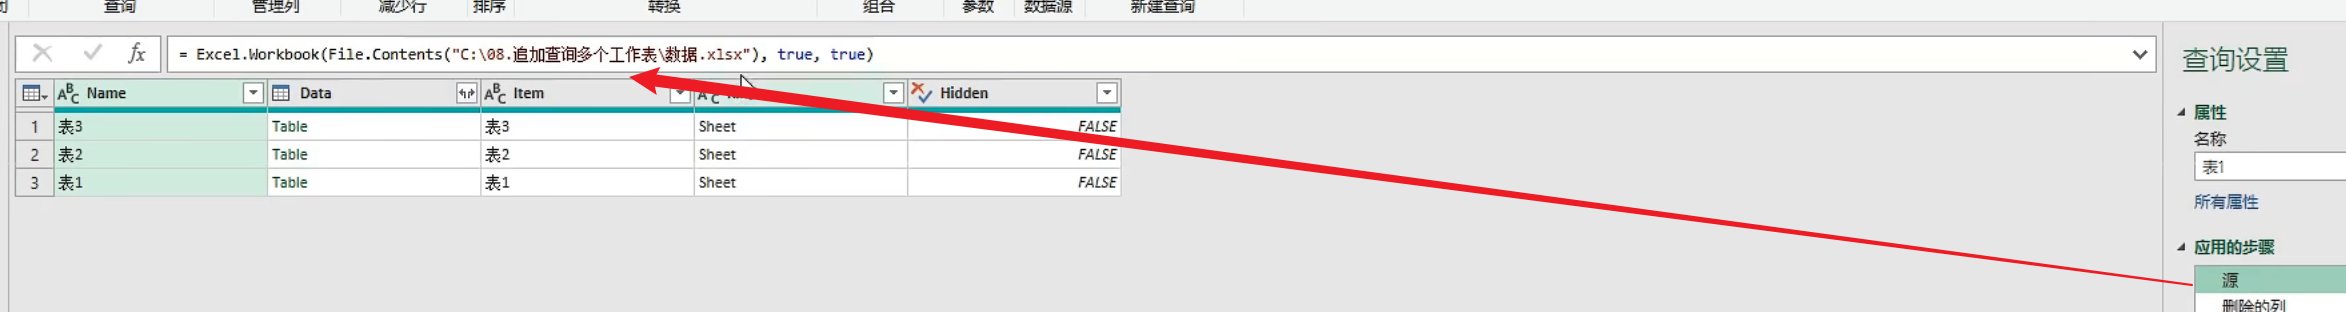 查询 管理列 减少行 排序 转换 组合 参数 数据源 新建查询
fx = Excel.Workbook(File.Contents("C:\08.追加查询多个工作表\数据.xlsx"), true, true)
查询设置
ABC Name Data ABC Item Hidden
属性
1 表3 Table 表3 Sheet FALSE
名称
2 表2 Table 表2 Sheet FALSE
表1
3 表1 Table 表1 Sheet FALSE
所有属性
应用的步骤
源
删除的列